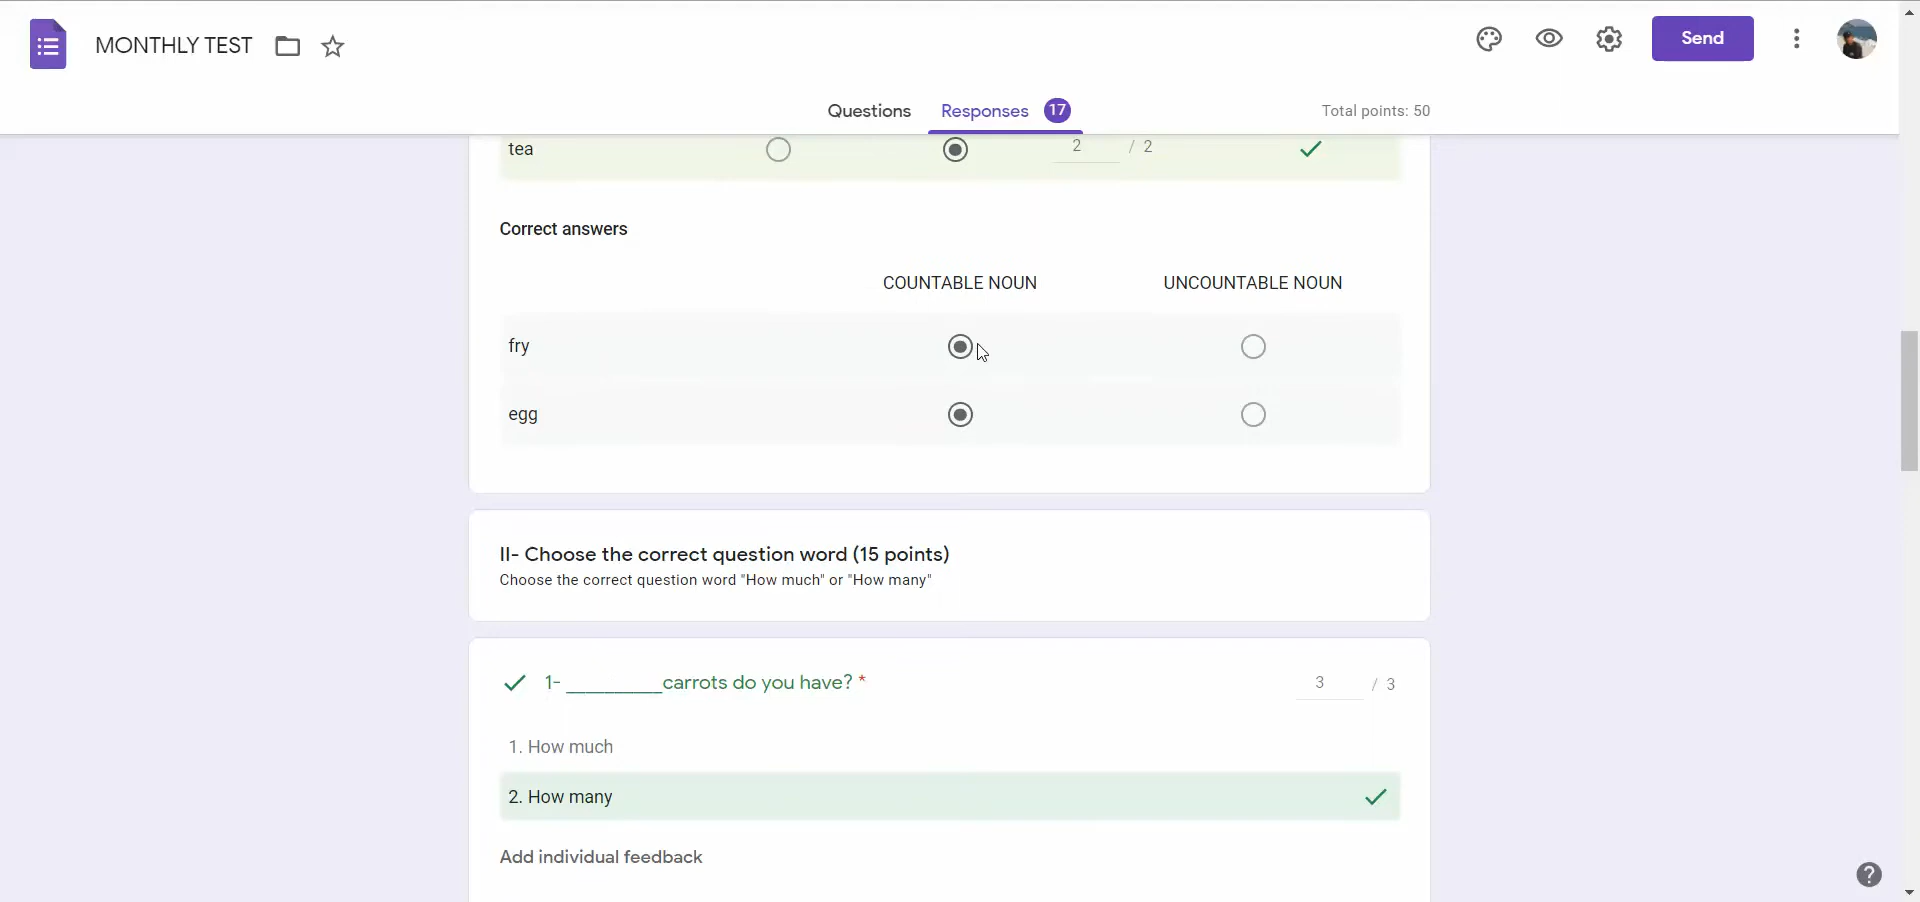 MONTHLY TEST
Send
Questions Responses 17 Total points: 50
tea 2 / 2
Correct answers
COUNTABLE NOUN UNCOUNTABLE NOUN
fry
egg
II- Choose the correct question word (15 points)
Choose the correct question word "How much" or "How many"
1- __________carrots do you have? * 3 / 3
1. How much
2. How many
Add individual feedback